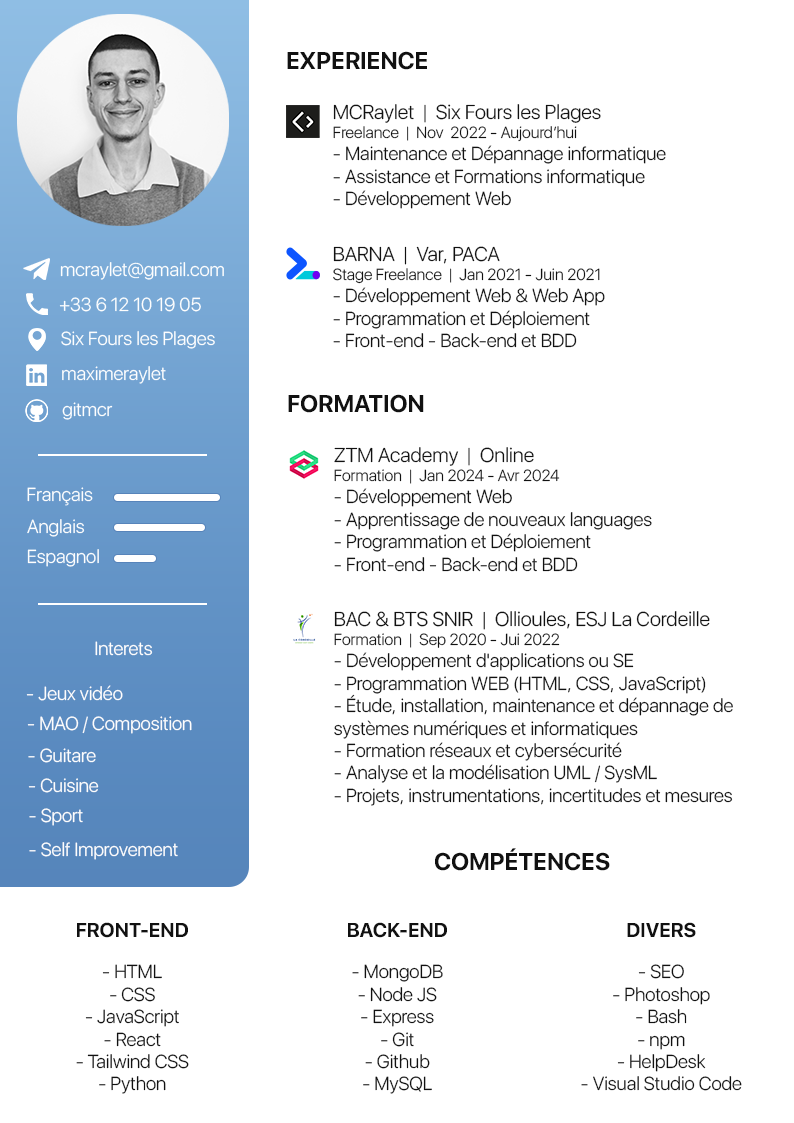 mcraylet@gmail.com
+33 6 12 10 19 05
Six Fours les Plages
maximeraylet
gitmcr
Français
Anglais
Espagnol
Interets
- Jeux vidéo
- MAO / Composition
- Guitare
- Cuisine
- Sport
- Self Improvement
EXPERIENCE
MCRaylet | Six Fours les Plages
Freelance | Nov 2022 - Aujourd'hui
- Maintenance et Dépannage informatique
- Assistance et Formations informatique
- Développement Web
BARNA | Var, PACA
Stage Freelance | Jan 2021 - Juin 2021
- Développement Web & Web App
- Programmation et Déploiement
- Front-end - Back-end et BDD
FORMATION
ZTM Academy | Online
Formation | Jan 2024 - Avr 2024
- Développement Web
- Apprentissage de nouveaux languages
- Programmation et Déploiement
- Front-end - Back-end et BDD
LA CORDEILLE
BAC & BTS SNIR | Ollioules, ESJ La Cordeille
Formation | Sep 2020 - Jui 2022
- Développement d'applications ou SE
- Programmation WEB (HTML, CSS, JavaScript)
- Étude, installation, maintenance et dépannage de
systèmes numériques et informatiques
- Formation réseaux et cybersécurité
- Analyse et la modélisation UML / SysML
- Projets, instrumentations, incertitudes et mesures
COMPÉTENCES
FRONT-END
- HTML
- CSS
- JavaScript
- React
- Tailwind CSS
- Python
BACK-END
- MongoDB
- Node JS
- Express
- Git
- Github
- MySQL
DIVERS
- SEO
- Photoshop
- Bash
- npm
- HelpDesk
- Visual Studio Code